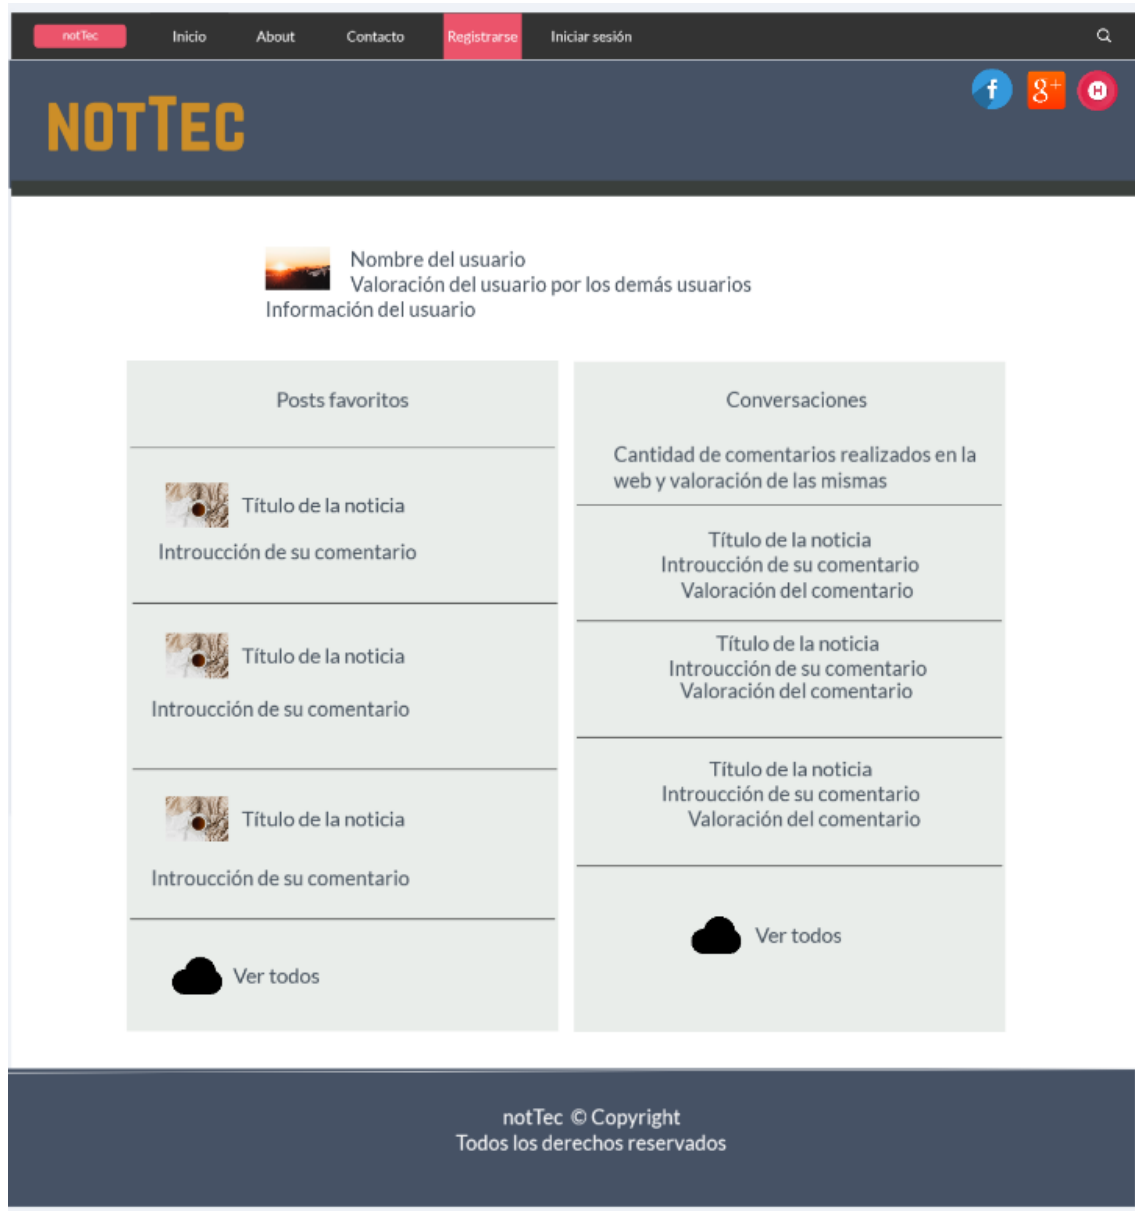 notTec Inicio About Contacto Registrarse Iniciar sesión
f 8+ H
NOTTEC
Nombre del usuario
Valoración del usuario por los demás usuarios
Información del usuario
Posts favoritos
Título de la noticia
Introucción de su comentario
Título de la noticia
Introucción de su comentario
Título de la noticia
Introucción de su comentario
Ver todos
Conversaciones
Cantidad de comentarios realizados en la
web y valoración de las mismas
Título de la noticia
Introucción de su comentario
Valoración del comentario
Título de la noticia
Introucción de su comentario
Valoración del comentario
Título de la noticia
Introucción de su comentario
Valoración del comentario
Ver todos
notTec © Copyright
Todos los derechos reservados